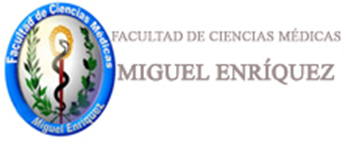 Facultad de Ciencias Médicas
Miguel Enríquez
FACULTAD DE CIENCIAS MÉDICAS
MIGUEL ENRÍQUEZ